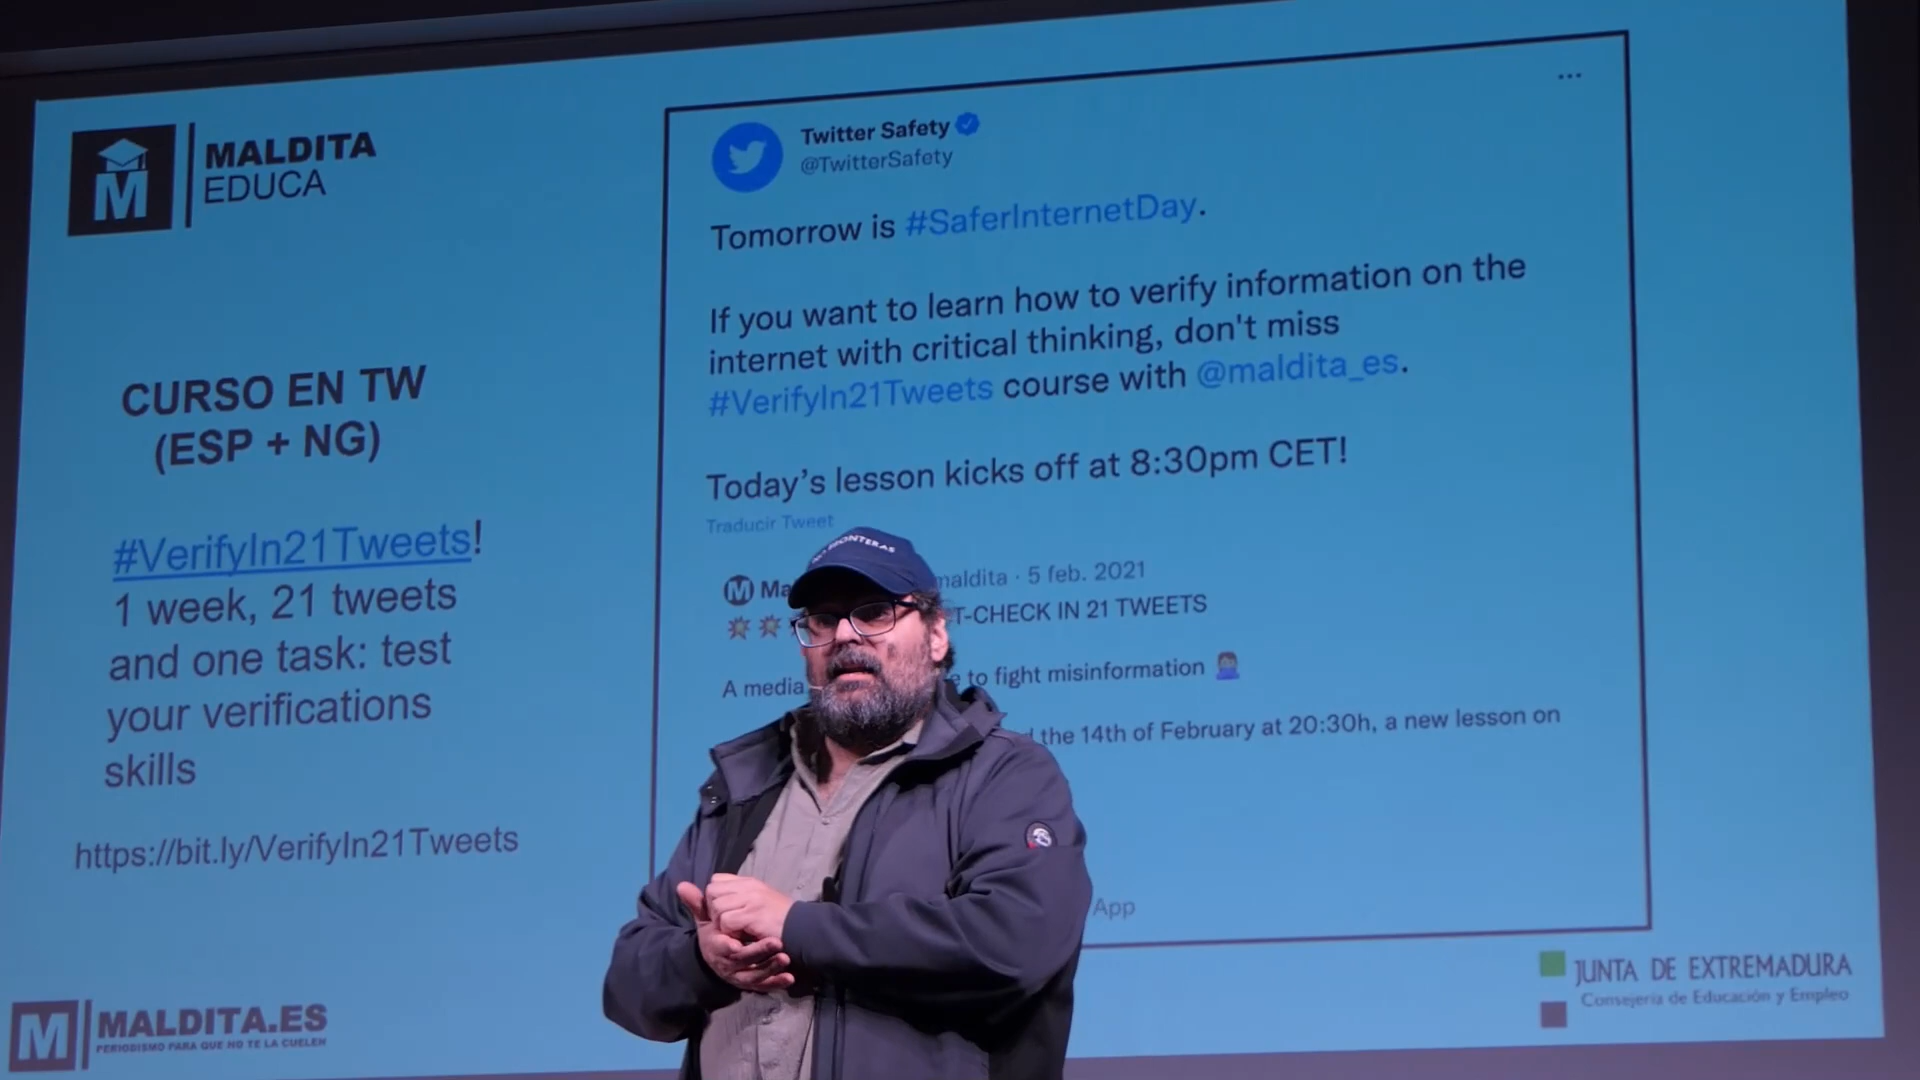 MALDITA
EDUCA
CURSO EN TW
(ESP + NG)
#VerifyIn21Tweets!
1 week, 21 tweets
and one task: test
your verifications
skills
https://bit.ly/VerifyIn21Tweets
M MALDITA.ES
PERIODISMO PARA QUE NO TE LA CUELEN
...
Twitter Safety
@TwitterSafety
Tomorrow is #SaferInternetDay.
If you want to learn how to verify information on the
internet with critical thinking, don't miss
#VerifyIn21Tweets course with @maldita_es.
Today's lesson kicks off at 8:30pm CET!
Traducir Tweet
maldita · 5 feb. 2021
T-CHECK IN 21 TWEETS
A media to fight misinformation
the 14th of February at 20:30h, a new lesson on
App
FRONTERAS
JUNTA DE EXTREMADURA
Consejería de Educación y Empleo